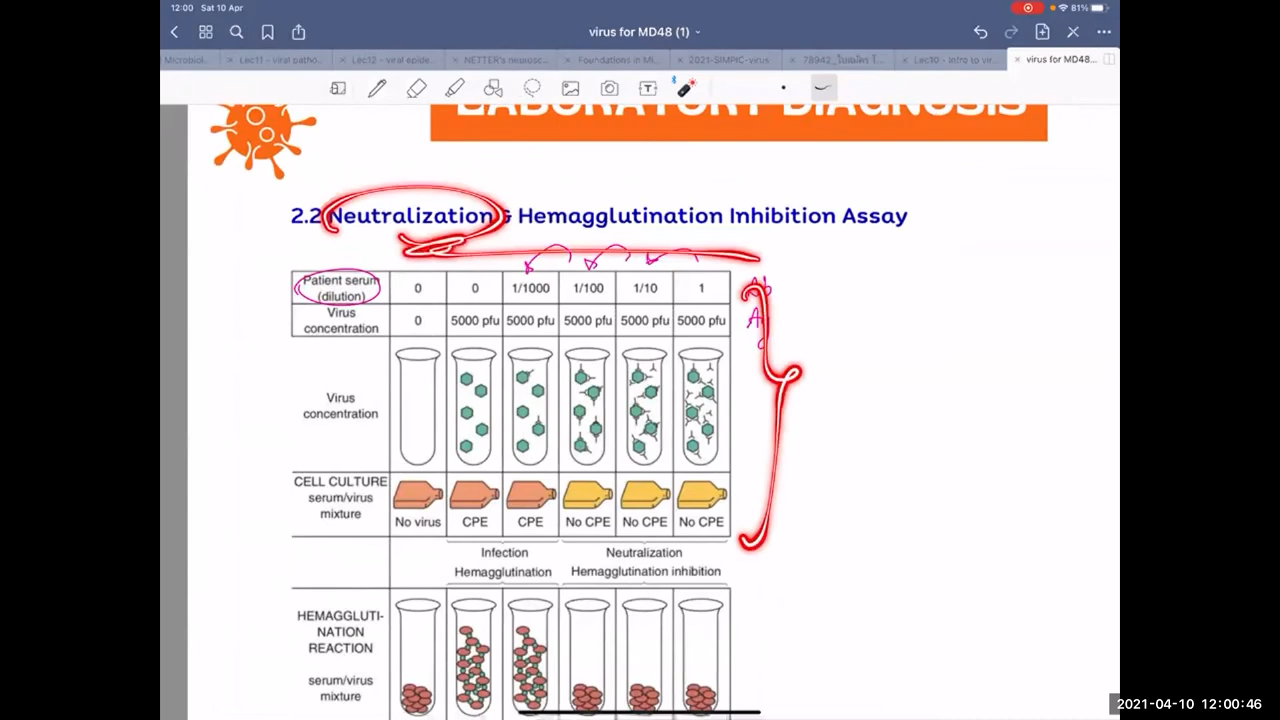 12:00 Sat 10 Apr
81%
virus for MD48 (1)
Microbiol.
Lec11 - viral patho...
Lec12 - viral epide...
NETTER's neurosc...
Foundations in Mi...
2021-SIMPIC-virus
Lec10 - intro to vir...
virus for MD48...
LABORATORY DIAGNOSIS
2.2 Neutralization & Hemagglutination Inhibition Assay
Patient serum (dilution) 0 0 1/1000 1/100 1/10 1
Ab
Virus concentration 0 5000 pfu 5000 pfu 5000 pfu 5000 pfu 5000 pfu
Virus
concentration
CELL CULTURE
serum/virus
mixture
No virus CPE CPE No CPE No CPE No CPE
Infection Neutralization
Hemagglutination Hemagglutination inhibition
HEMAGGLUTI-
NATION
REACTION
serum/virus
mixture
2021-04-10 12:00:46